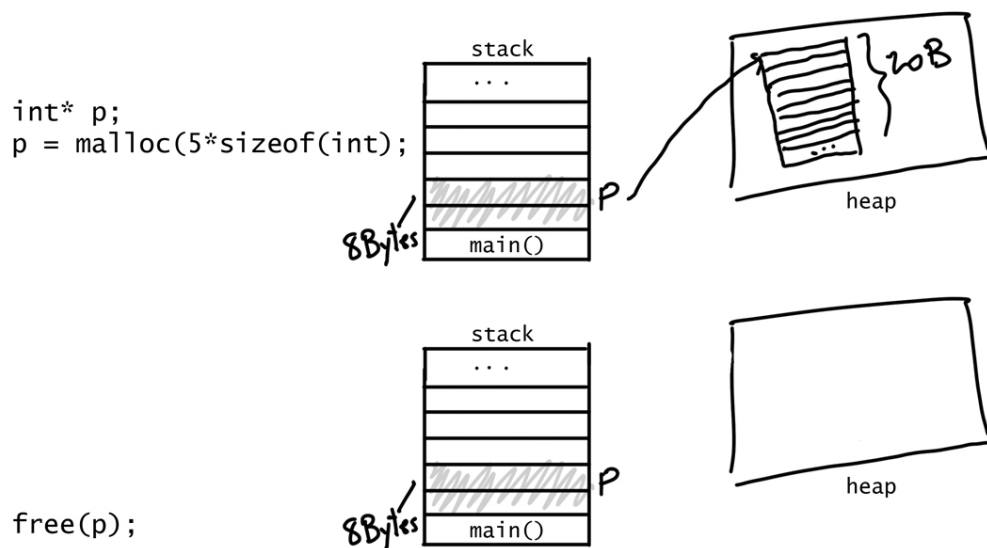 stack
...
int* p;
p = malloc(5*sizeof(int);
20B
...
P
heap
8Bytes
main()
stack
...
P
heap
8Bytes
main()
free(p);